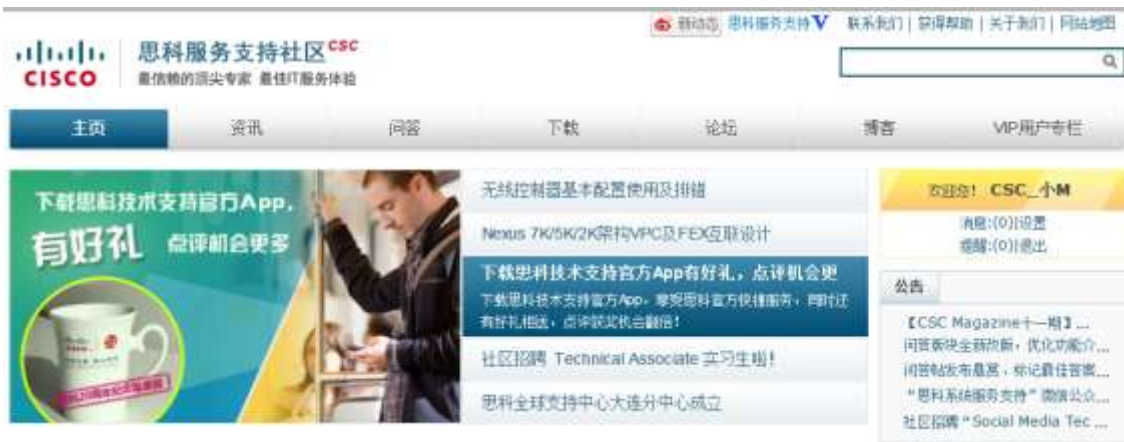 新动态 思科服务支持 V 联系我们 | 获得帮助 | 关于我们 | 网站地图
CISCO
思科服务支持社区 CSC
最信赖的顶尖专家 最佳IT服务体验
主页 资讯 问答 下载 论坛 博客 VIP用户专栏
下载思科技术支持官方App,
有好礼 点评机会更多
无线控制器基本配置使用及排错
Nexus 7K/5K/2K架构VPC及FEX互联设计
下载思科技术支持官方App有好礼，点评机会更
下载思科技术支持官方App，享受思科官方快捷服务，同时还
有好礼相送，点评获奖机会翻倍！
社区招聘 Technical Associate 实习生啦！
思科全球支持中心大连分中心成立
欢迎您！ CSC_小M
消息:(0)|设置
提醒:(0)|退出
公告
【CSC Magazine十一期】...
问答版块全新改版，优化功能介...
问答帖发布悬赏，标记最佳答案...
“思科系统服务支持”微信公众...
社区招聘“Social Media Tec ...